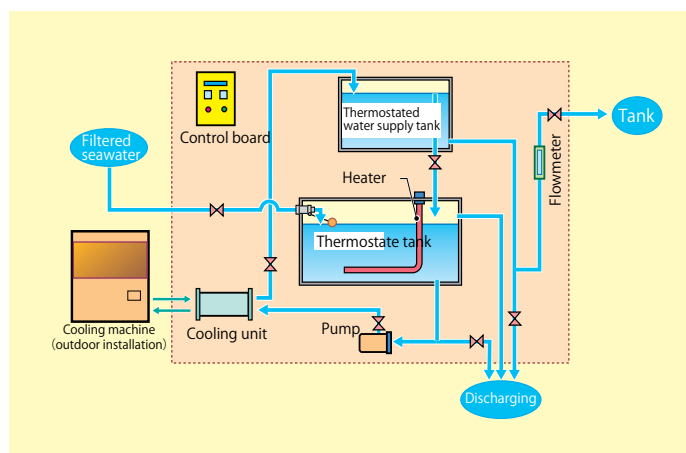 Control board
Thermostated
water supply tank
Tank
Filtered
seawater
Flowmeter
Heater
Thermostate tank
Cooling machine
(outdoor installation)
Cooling unit
Pump
Discharging